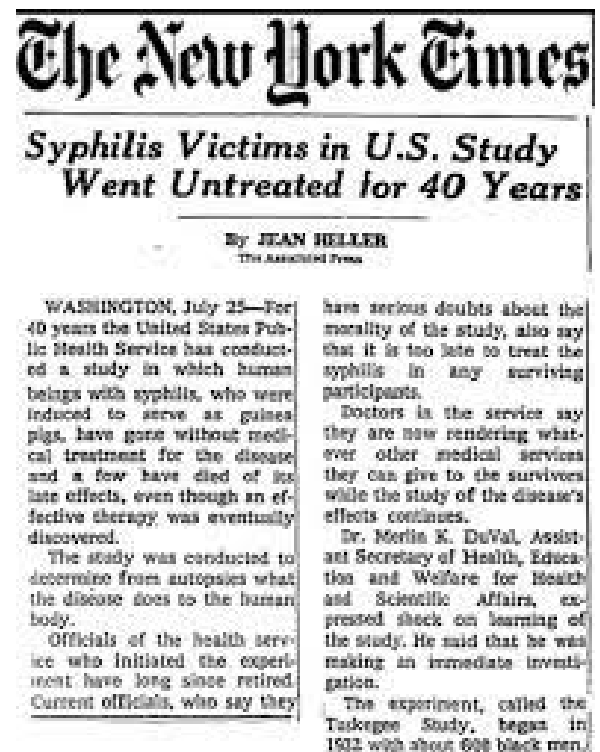 The New York Times
Syphilis Victims in U.S. Study
Went Untreated for 40 Years
By JEAN HELLER
The Associated Press
WASHINGTON, July 25—For
40 years the United States Pub-
lic Health Service has conduct-
ed a study in which human
beings with syphilis, who were
induced to serve as guinea
pigs, have gone without medi-
cal treatment for the disease
and a few have died of its
late effects, even though an ef-
fective therapy was eventually
discovered.
The study was conducted to
determine from autopsies what
the disease does to the human
body.
Officials of the health serv-
ice who initiated the experi-
ment have long since retired.
Current officials, who say they
have serious doubts about the
morality of the study, also say
that it is too late to treat the
syphilis in any surviving
participants.
Doctors in the service say
they are now rendering what-
ever other medical services
they can give to the survivors
while the study of the disease's
effects continues.
Dr. Merlin K. DuVal, Assist-
ant Secretary of Health, Educa-
tion and Welfare for Health
and Scientific Affairs, ex-
pressed shock on learning of
the study. He said that he was
making an immediate investi-
gation.
The experiment, called the
Tuskegee Study, began in
1932 with about 600 black men,